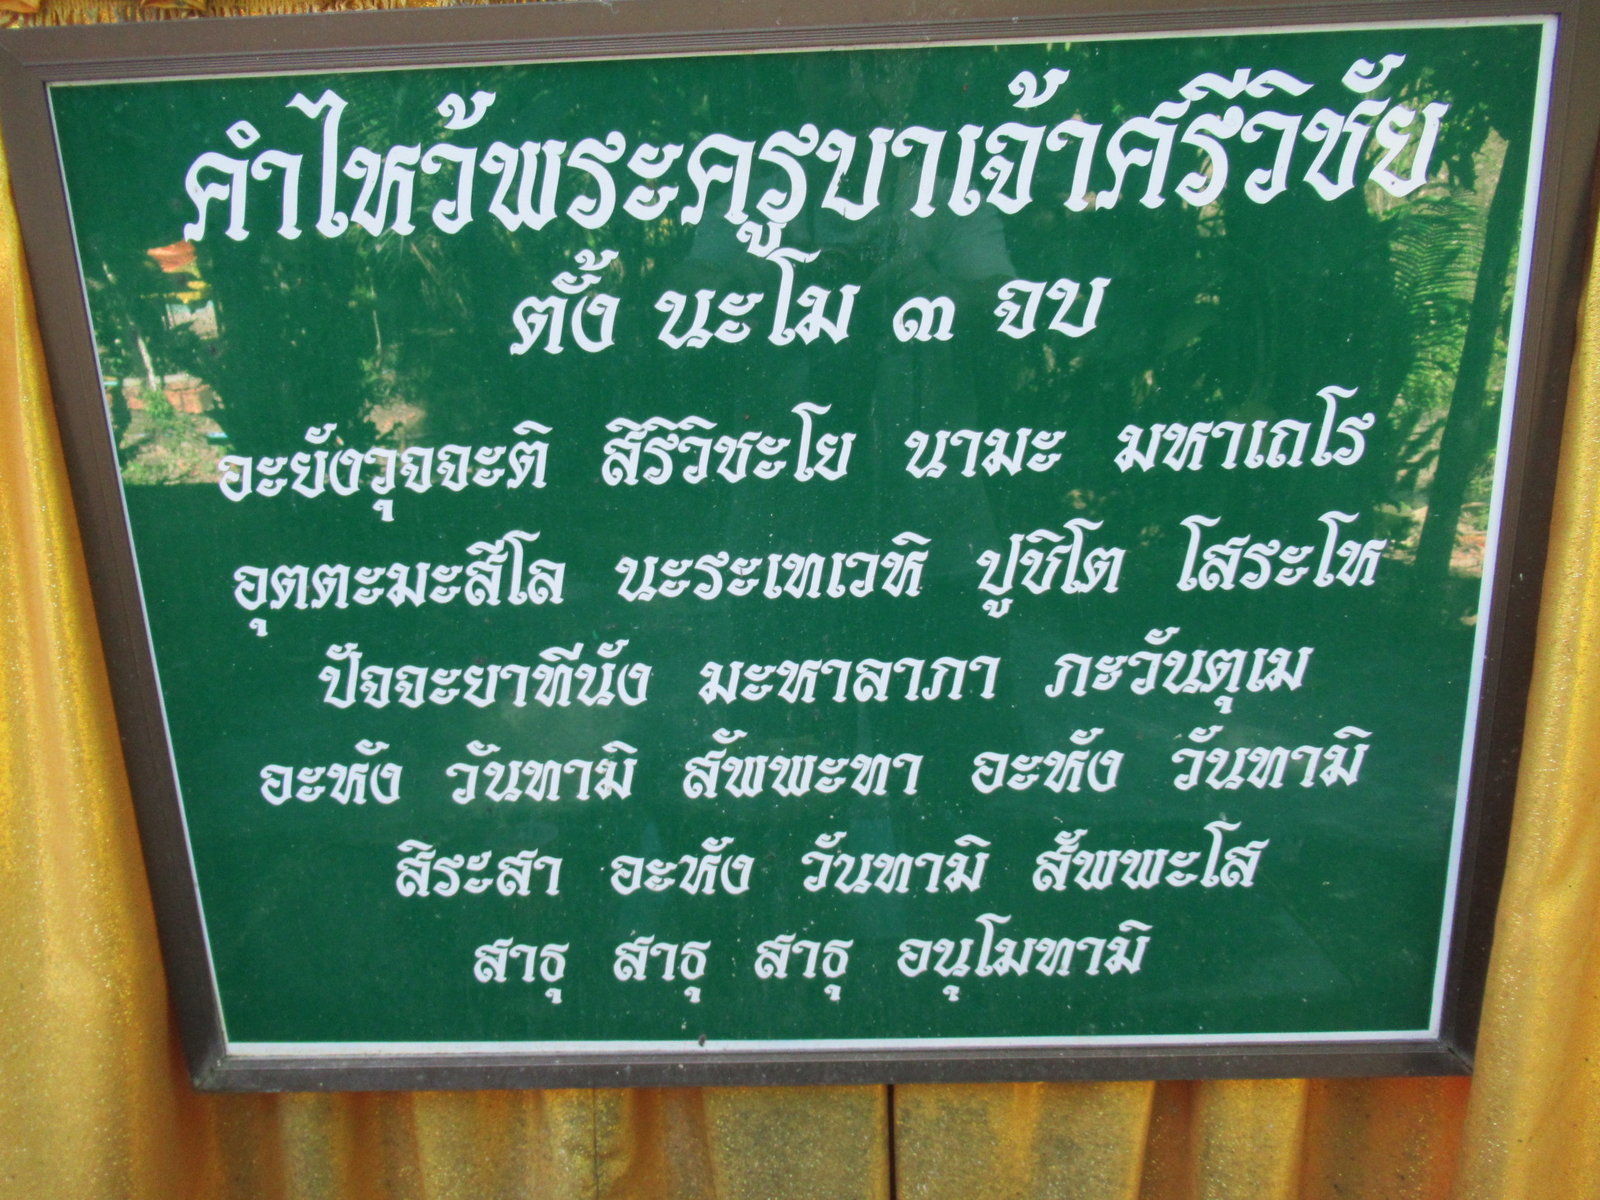 คำไหว้พระครูบาเจ้าศรีวิชัย
ตั้ง นะโม ๓ จบ
อะยังวุจจะติ สิริวิชะโย นามะ มหาเถโร
อุตตะมะสีโล นะระเทเวหิ ปูชิโต โสระโห
ปัจจะยาทีนัง มะหาลาภา ภะวันตุเม
อะหัง วันทามิ สัพพะทา อะหัง วันทามิ
สิระสา อะหัง วันทามิ สัพพะโส
สาธุ สาธุ สาธุ อนุโมทามิ